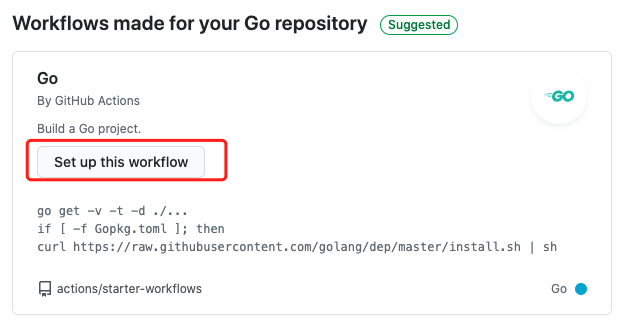 Workflows made for your Go repository Suggested
Go
By GitHub Actions
GO
Build a Go project.
Set up this workflow
go get -v -t -d ./...
if [ -f Gopkg.toml ]; then
curl https://raw.githubusercontent.com/golang/dep/master/install.sh | sh
actions/starter-workflows Go